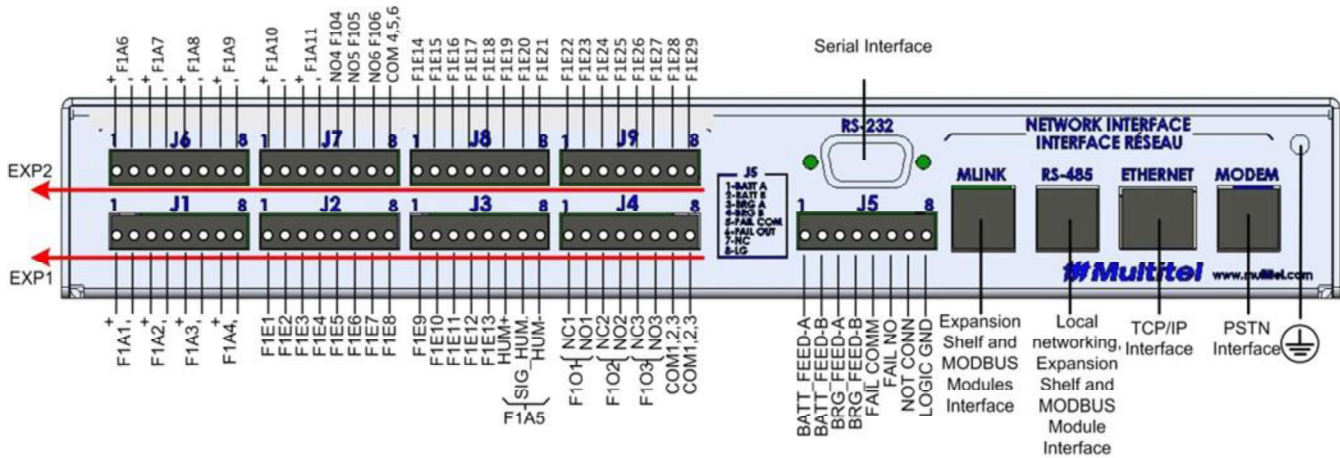 + F1A6 -
+ F1A7 -
+ F1A8 -
+ F1A9 -
+ F1A10 -
+ F1A11 -
NO4 F104
NO5 F105
NO6 F106
COM 4,5,6
F1E14
F1E15
F1E16
F1E17
F1E18
F1E19
F1E20
F1E21
F1E22
F1E23
F1E24
F1E25
F1E26
F1E27
F1E28
F1E29
Serial Interface
RS-232
NETWORK INTERFACE
INTERFACE RÉSEAU
1 J6 8
1 J7 8
1 J8 8
1 J9 8
EXP2
MLINK
RS-485
ETHERNET
MODEM
J5
1-BATT A
2-BATT B
3-BRG A
4-BRG B
5-FAIL COM
6-FAIL OUT
7-NC
8-LG
1 J1 8
1 J2 8
1 J3 8
1 J4 8
1 J5 8
EXP1
Multitel
www.multitel.com
+ F1A1 -
+ F1A2 -
+ F1A3 -
+ F1A4 -
F1E1
F1E2
F1E3
F1E4
F1E5
F1E6
F1E7
F1E8
F1E9
F1E10
F1E11
F1E12
F1E13
HUM+
SIG_HUM.
HUM-
F1A5
NC1
NO1
F1O1
NC2
NO2
F1O2
NC3
NO3
F1O3
COM1,2,3
COM1,2,3
BATT_FEED-A
BATT_FEED-B
BRG_FEED-A
BRG_FEED-B
FAIL COMM
FAIL NO
NOT CONN
LOGIC GND
Expansion
Shelf and
MODBUS
Modules
Interface
Local
networking,
Expansion
Shelf and
MODBUS
Module
Interface
TCP/IP
Interface
PSTN
Interface